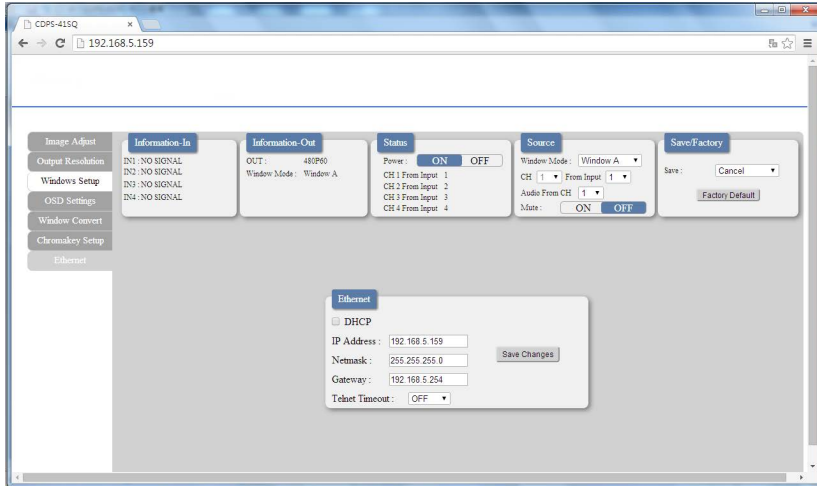 CDPS-41SQ
192.168.5.159
Image Adjust
Output Resolution
Windows Setup
OSD Settings
Window Convert
Chromakey Setup
Ethernet
Information-In
IN1 : NO SIGNAL
IN2 : NO SIGNAL
IN3 : NO SIGNAL
IN4 : NO SIGNAL
Information-Out
OUT : 480P60
Window Mode : Window A
Status
Power : ON OFF
CH 1 From Input 1
CH 2 From Input 2
CH 3 From Input 3
CH 4 From Input 4
Source
Window Mode : Window A
CH 1 From Input 1
Audio From CH 1
Mute : ON OFF
Save/Factory
Save : Cancel
Factory Default
Ethernet
DHCP
IP Address : 192.168.5.159
Netmask : 255.255.255.0
Gateway : 192.168.5.254
Telnet Timeout : OFF
Save Changes